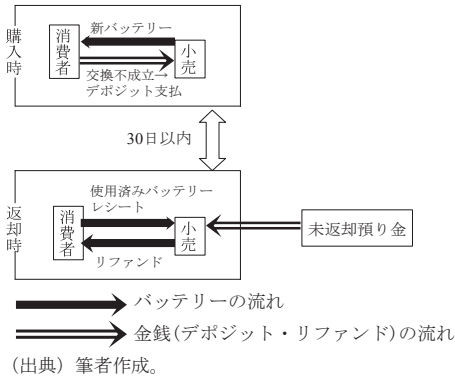 購入時
消費者
新バッテリー
小売
交換不成立→
デポジット支払
30日以内
返却時
消費者
使用済みバッテリー
レシート
小売
リファンド
未返却預り金
バッテリーの流れ
金銭(デポジット・リファンド)の流れ
(出典) 筆者作成。